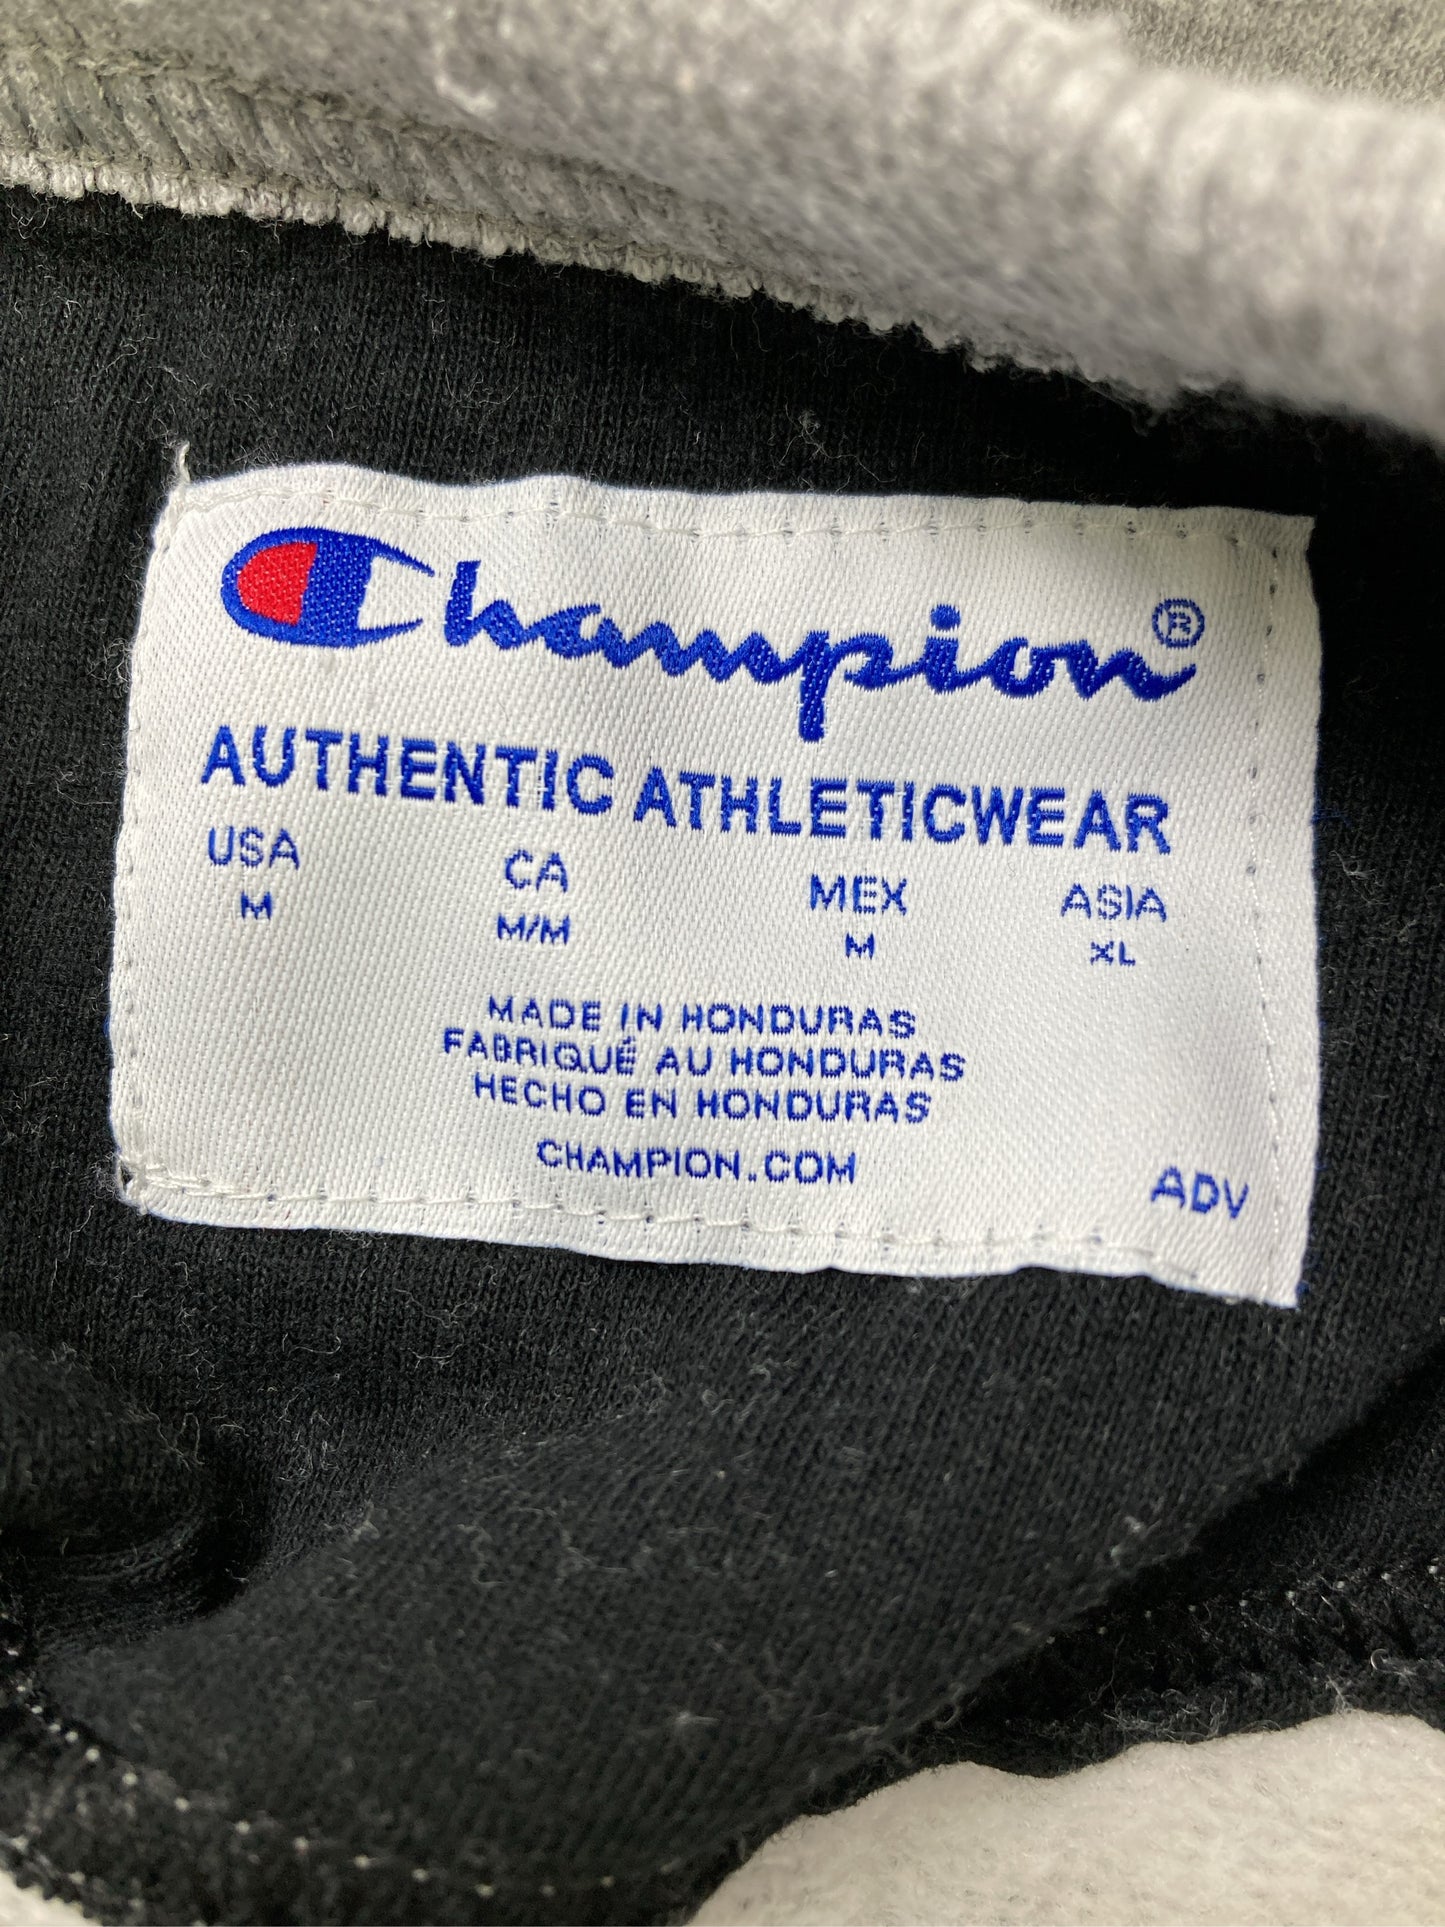 Champion®
AUTHENTIC ATHLETICWEAR
USA CA MEX ASIA
M M/M M XL
MADE IN HONDURAS
FABRIQUÉ AU HONDURAS
HECHO EN HONDURAS
CHAMPION.COM
ADV